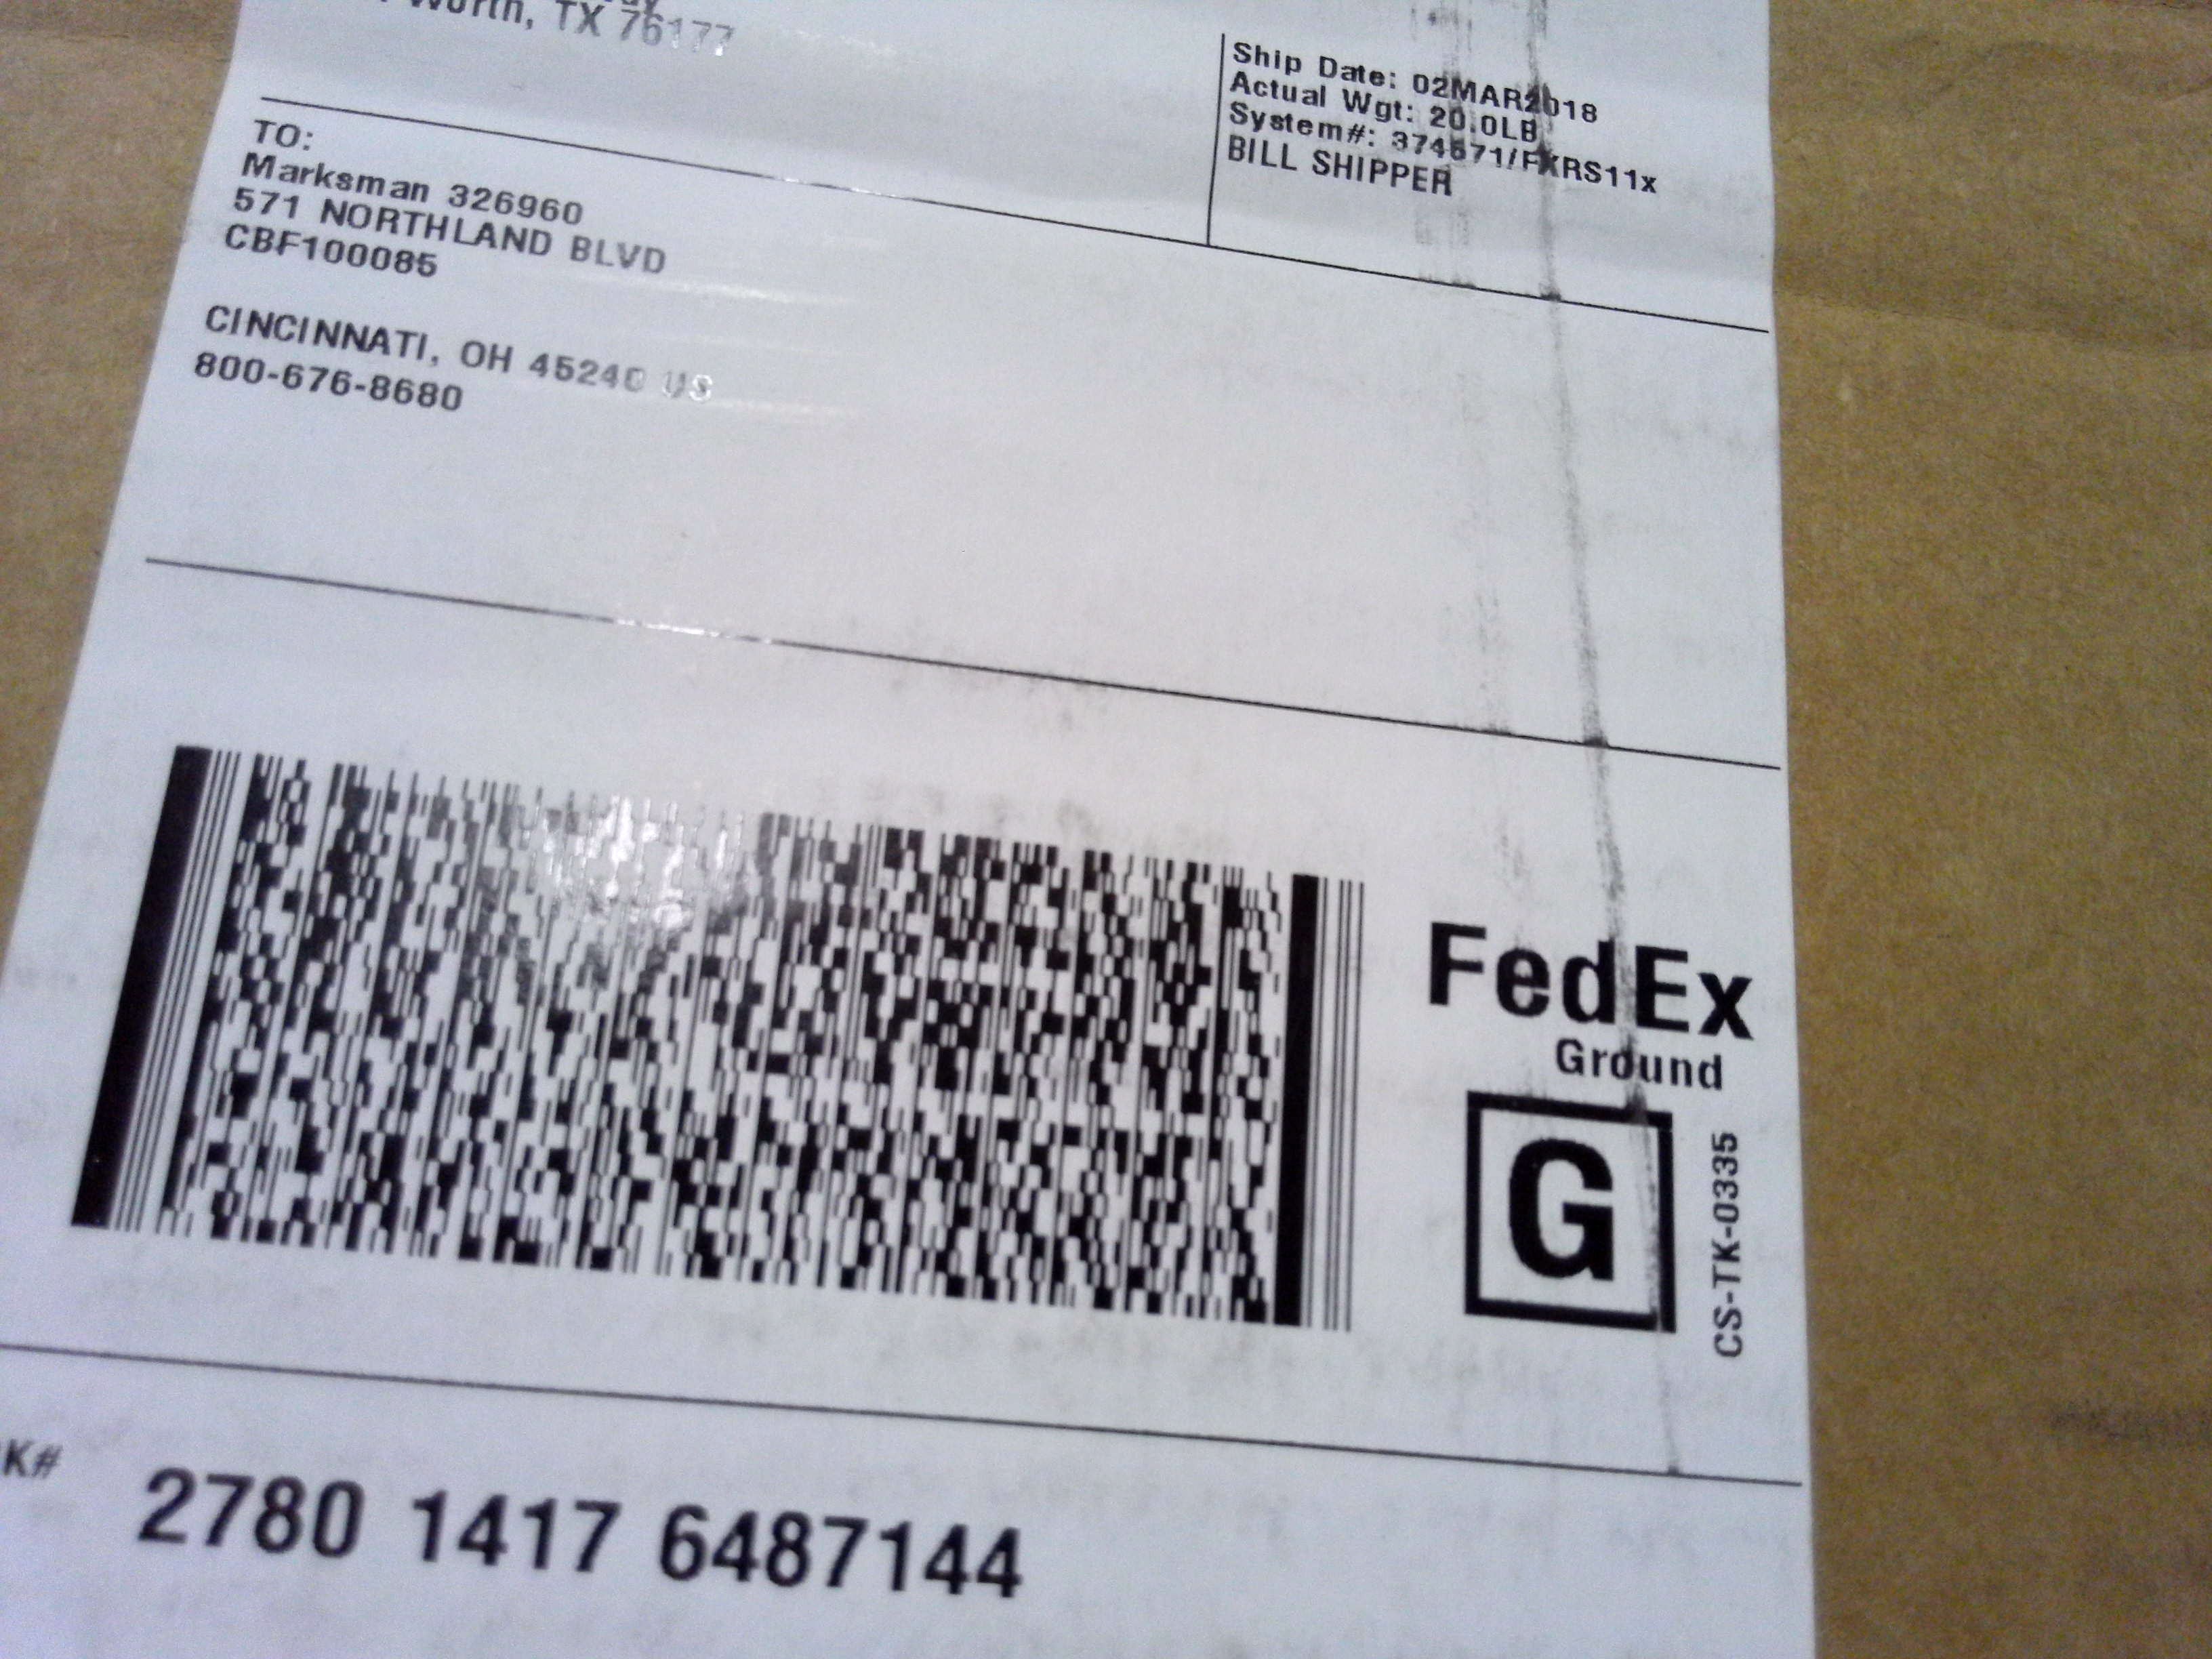 Worth, TX 76177
Ship Date: 02MAR2018
Actual Wgt: 20.0LB
System#: 374571/FXRS11x
BILL SHIPPER
TO:
Marksman 326960
571 NORTHLAND BLVD
CBF100085
CINCINNATI, OH 45240 US
800-676-8680
FedEx
Ground
G
CS-TK-0335
K#
2780 1417 6487144